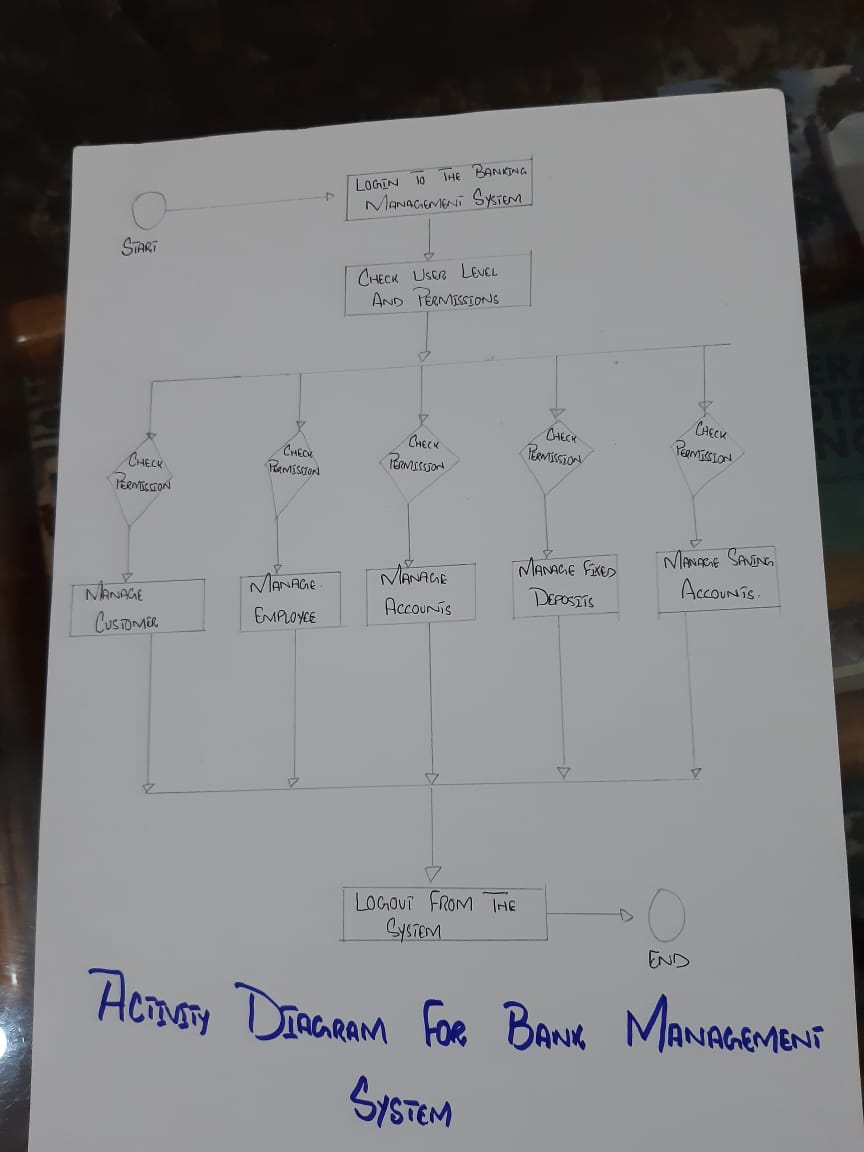 LOGIN TO THE BANKING
MANAGEMENT SYSTEM
START
CHECK USER LEVEL
AND PERMISSIONS
CHECK
PERMISSION
CHECK
PERMISSION
CHECK
PERMISSION
CHECK
PERMISSION
CHECK
PERMISSION
MANAGE
CUSTOMER
MANAGE
EMPLOYEE
MANAGE
ACCOUNTS
MANAGE FIXED
DEPOSITS
MANAGE SAVING
ACCOUNTS.
LOGOUT FROM THE
SYSTEM
END
ACTIVITY DIAGRAM FOR BANK MANAGEMENT
SYSTEM